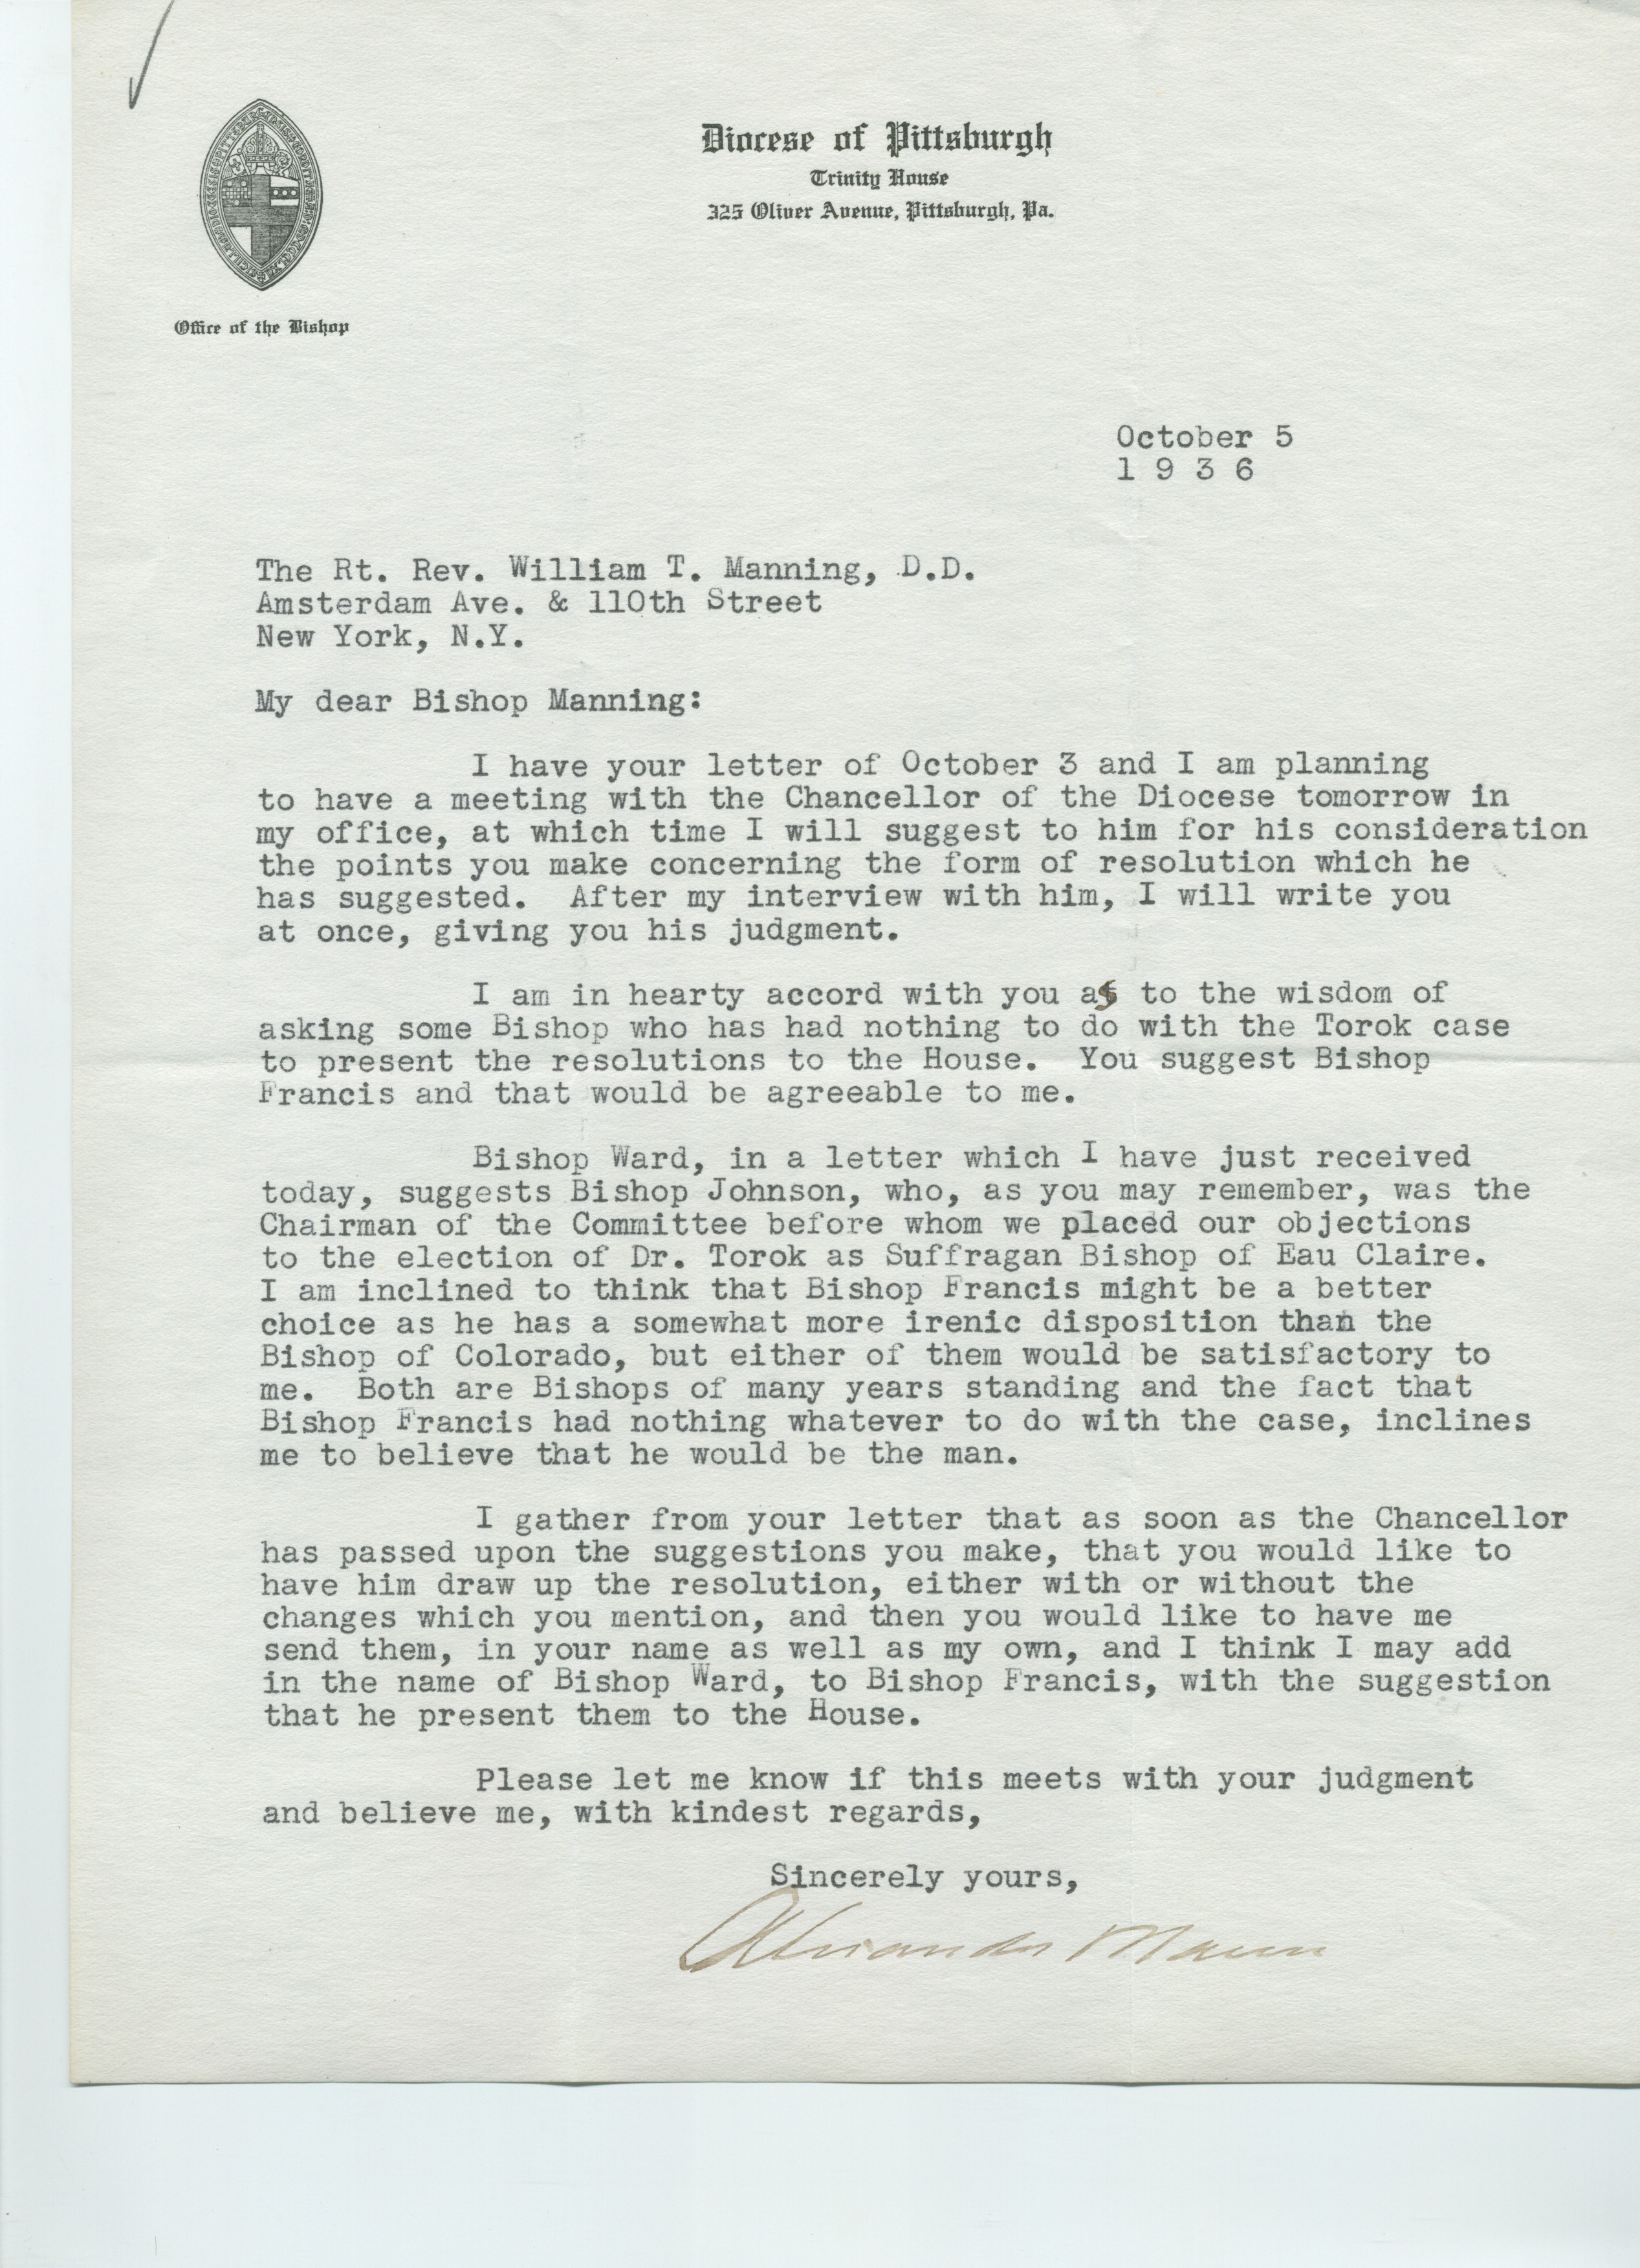 Diocese of Pittsburgh
Trinity House
325 Oliver Avenue, Pittsburgh, Pa.
Office of the Bishop
October 5
1 9 3 6
The Rt. Rev. William T. Manning, D.D.
Amsterdam Ave. & 110th Street
New York, N.Y.
My dear Bishop Manning:
I have your letter of October 3 and I am planning
to have a meeting with the Chancellor of the Diocese tomorrow in
my office, at which time I will suggest to him for his consideration
the points you make concerning the form of resolution which he
has suggested. After my interview with him, I will write you
at once, giving you his judgment.
I am in hearty accord with you as to the wisdom of
asking some Bishop who has had nothing to do with the Torok case
to present the resolutions to the House. You suggest Bishop
Francis and that would be agreeable to me.
Bishop Ward, in a letter which I have just received
today, suggests Bishop Johnson, who, as you may remember, was the
Chairman of the Committee before whom we placed our objections
to the election of Dr. Torok as Suffragan Bishop of Eau Claire.
I am inclined to think that Bishop Francis might be a better
choice as he has a somewhat more irenic disposition than the
Bishop of Colorado, but either of them would be satisfactory to
me. Both are Bishops of many years standing and the fact that
Bishop Francis had nothing whatever to do with the case, inclines
me to believe that he would be the man.
I gather from your letter that as soon as the Chancellor
has passed upon the suggestions you make, that you would like to
have him draw up the resolution, either with or without the
changes which you mention, and then you would like to have me
send them, in your name as well as my own, and I think I may add
in the name of Bishop Ward, to Bishop Francis, with the suggestion
that he present them to the House.
Please let me know if this meets with your judgment
and believe me, with kindest regards,
Sincerely yours,
Alexander Mann